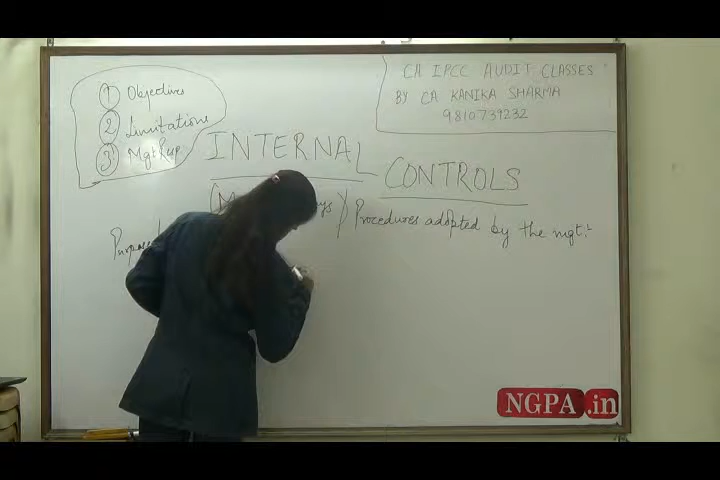 CA IPCC AUDIT CLASSES
BY CA KANIKA SHARMA
9810739232
① Objectives
② Limitations
③ Mgt Rup
INTERNAL
CONTROLS
Procedures adopted by the mgt:-
NGPA.in